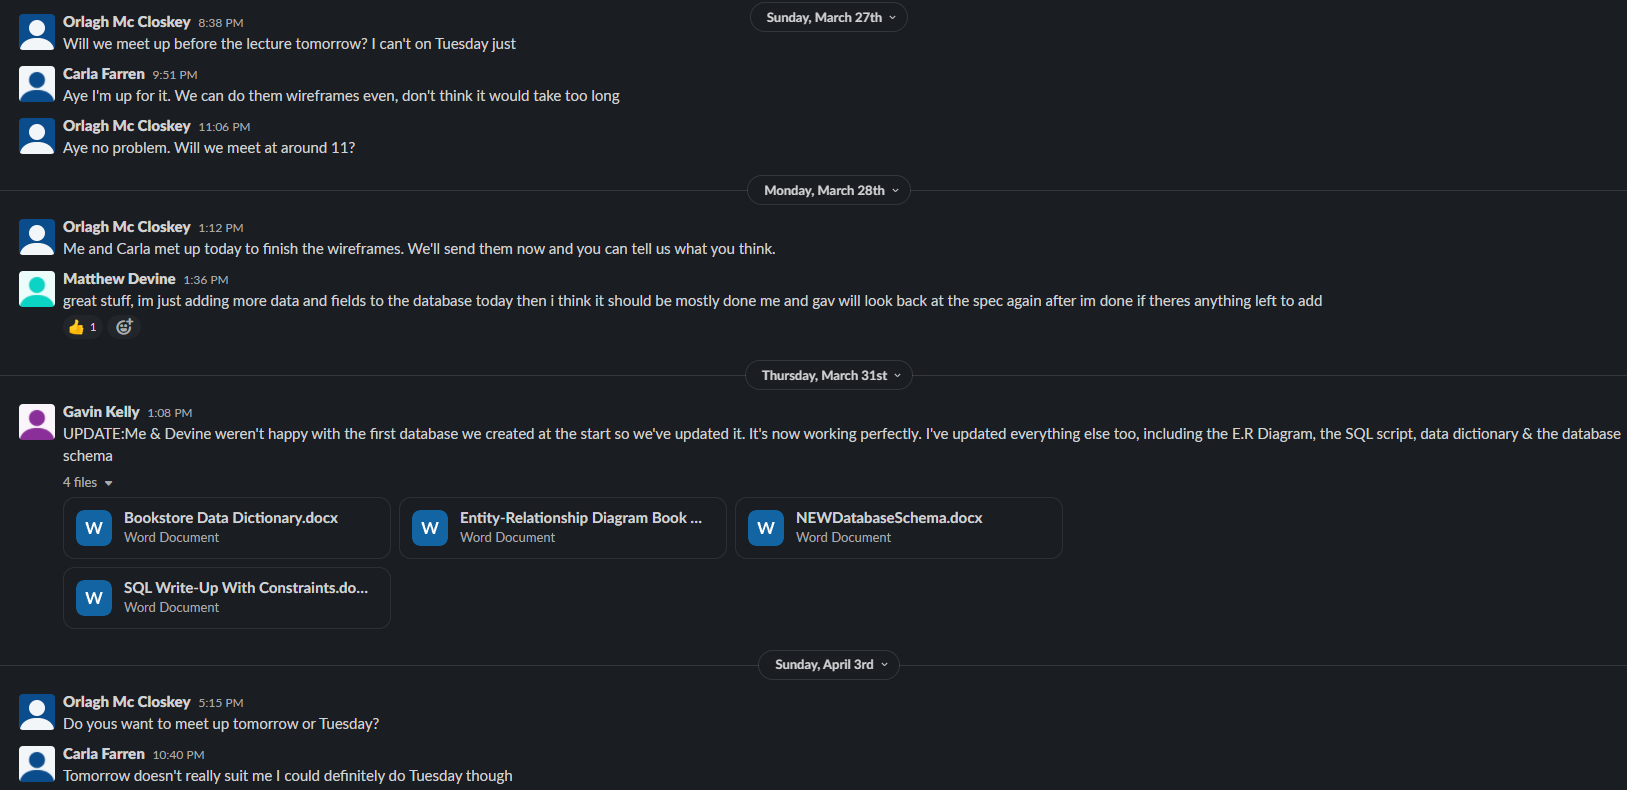 Sunday, March 27th
Orlagh Mc Closkey 8:38 PM
Will we meet up before the lecture tomorrow? I can't on Tuesday just
Carla Farren 9:51 PM
Aye I'm up for it. We can do them wireframes even, don't think it would take too long
Orlagh Mc Closkey 11:06 PM
Aye no problem. Will we meet at around 11?
Monday, March 28th
Orlagh Mc Closkey 1:12 PM
Me and Carla met up today to finish the wireframes. We'll send them now and you can tell us what you think.
Matthew Devine 1:36 PM
great stuff, im just adding more data and fields to the database today then i think it should be mostly done me and gav will look back at the spec again after im done if theres anything left to add
1
Thursday, March 31st
Gavin Kelly 1:08 PM
UPDATE:Me & Devine weren't happy with the first database we created at the start so we've updated it. It's now working perfectly. I've updated everything else too, including the E.R Diagram, the SQL script, data dictionary & the database
schema
4 files
W Bookstore Data Dictionary.docx
Word Document
W Entity-Relationship Diagram Book ...
Word Document
W NEWDatabaseSchema.docx
Word Document
W SQL Write-Up With Constraints.do...
Word Document
Sunday, April 3rd
Orlagh Mc Closkey 5:15 PM
Do yous want to meet up tomorrow or Tuesday?
Carla Farren 10:40 PM
Tomorrow doesn't really suit me I could definitely do Tuesday though